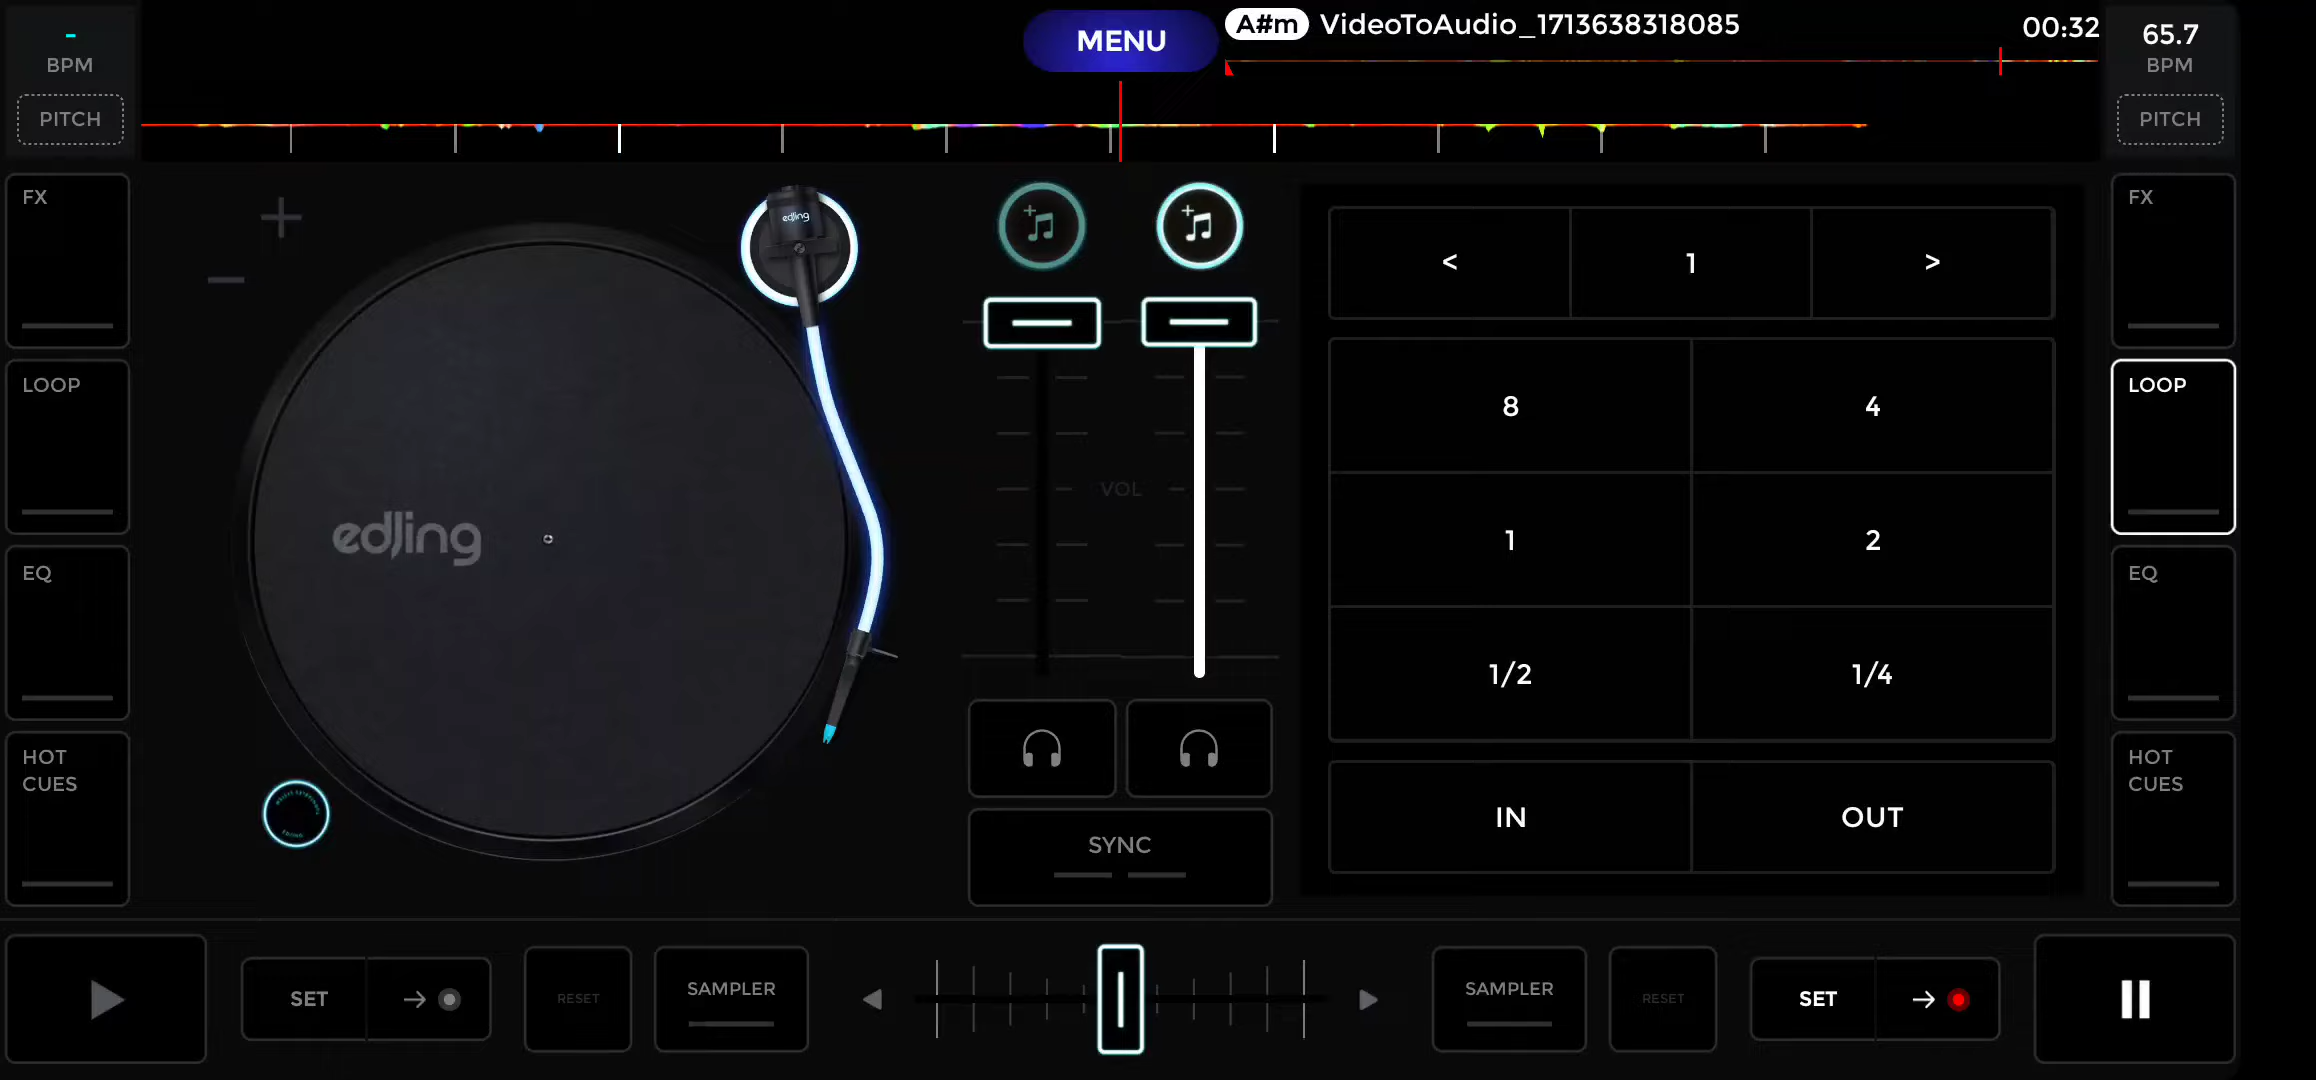 -
BPM
PITCH
MENU
A#m VideoToAudio_1713638318085
00:32
65.7
BPM
PITCH
FX
LOOP
EQ
HOT
CUES
edjing
edjing
VOL
SYNC
< 1 >
8 4
1 2
1/2 1/4
IN OUT
FX
LOOP
EQ
HOT
CUES
SET
RESET
SAMPLER
SAMPLER
RESET
SET